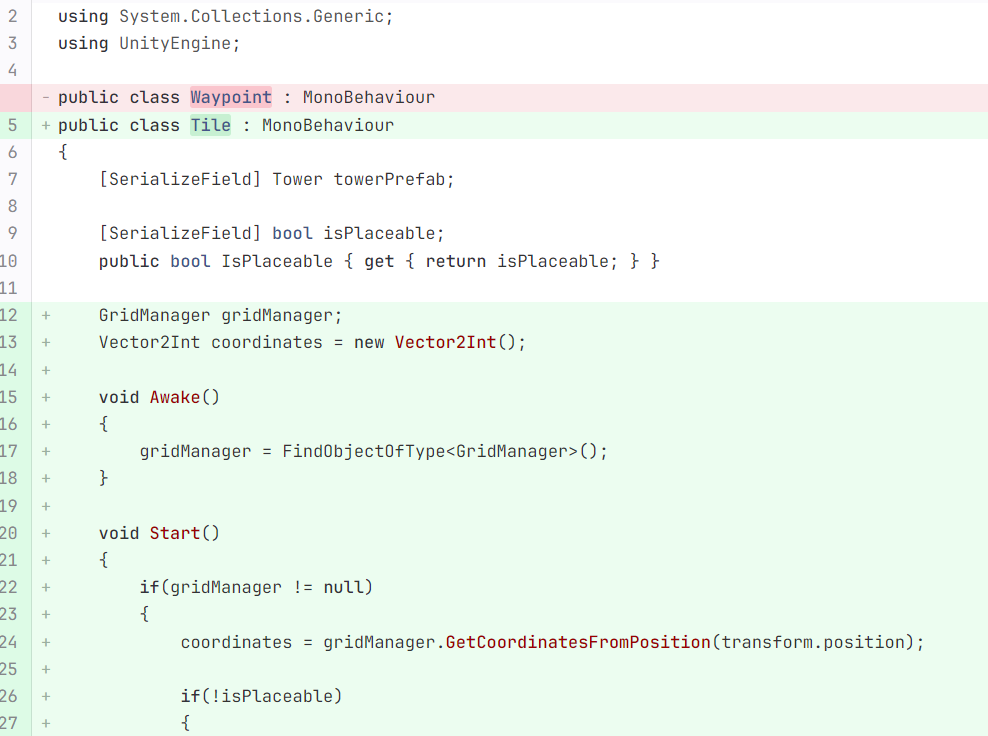 2 using System.Collections.Generic;
3 using UnityEngine;
4
- public class Waypoint : MonoBehaviour
5 + public class Tile : MonoBehaviour
6 {
7 [SerializeField] Tower towerPrefab;
8
9 [SerializeField] bool isPlaceable;
10 public bool IsPlaceable { get { return isPlaceable; } }
11
12 + GridManager gridManager;
13 + Vector2Int coordinates = new Vector2Int();
14 +
15 + void Awake()
16 + {
17 + gridManager = FindObjectOfType<GridManager>();
18 + }
19 +
20 + void Start()
21 + {
22 + if(gridManager != null)
23 + {
24 + coordinates = gridManager.GetCoordinatesFromPosition(transform.position);
25 +
26 + if(!isPlaceable)
27 + {